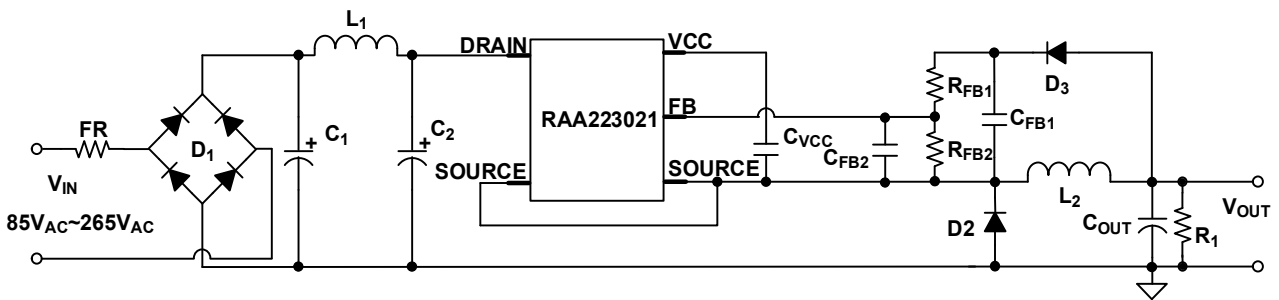 L1
DRAIN
VCC
FR
D1
C1
C2
RAA223021
FB
RFB1
D3
CFB1
SOURCE
CVCC
CFB2
RFB2
SOURCE
VIN
85VAC~265VAC
D2
L2
COUT
R1
VOUT
+
+